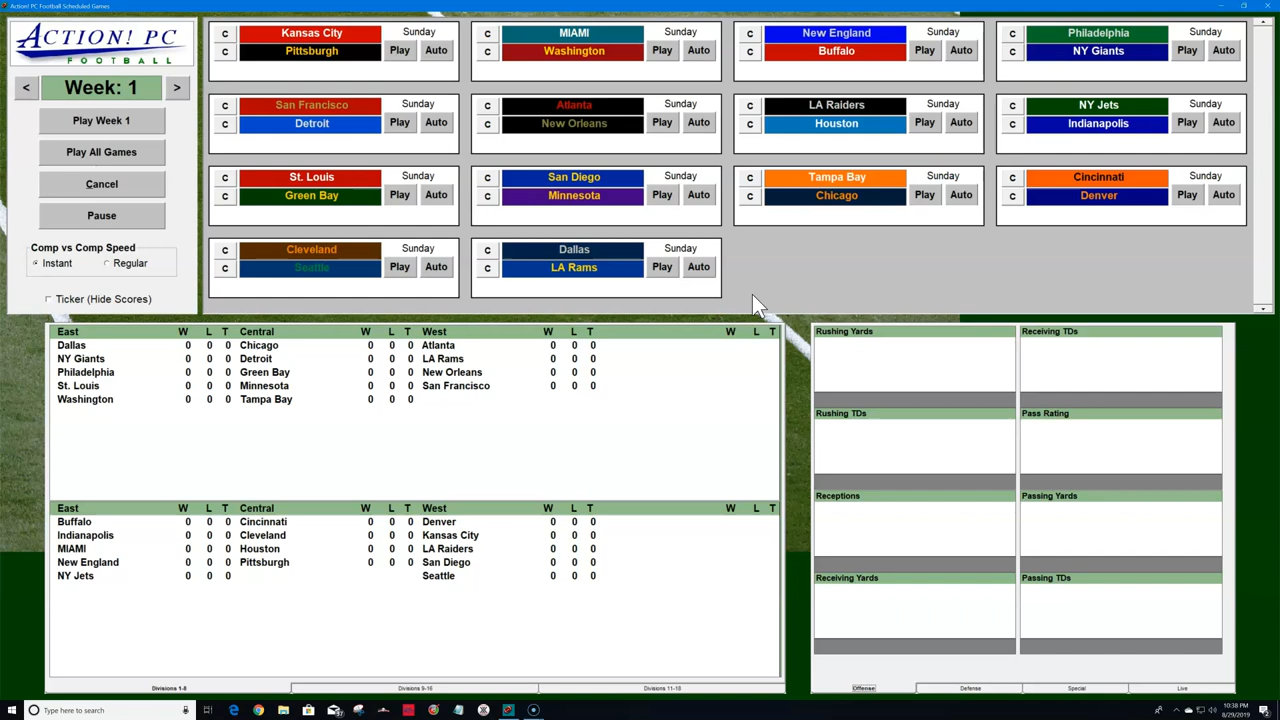 Action! PC Football Scheduled Games
ACTION! PC
FOOTBALL
< Week: 1 >
Play Week 1
Play All Games
Cancel
Pause
Comp vs Comp Speed
Instant Regular
Ticker (Hide Scores)
C Kansas City Sunday
C Pittsburgh Play Auto
C MIAMI Sunday
C Washington Play Auto
C New England Sunday
C Buffalo Play Auto
C Philadelphia Sunday
C NY Giants Play Auto
C San Francisco Sunday
C Detroit Play Auto
C Atlanta Sunday
C New Orleans Play Auto
C LA Raiders Sunday
C Houston Play Auto
C NY Jets Sunday
C Indianapolis Play Auto
C St. Louis Sunday
C Green Bay Play Auto
C San Diego Sunday
C Minnesota Play Auto
C Tampa Bay Sunday
C Chicago Play Auto
C Cincinnati Sunday
C Denver Play Auto
C Cleveland Sunday
C Seattle Play Auto
C Dallas Sunday
C LA Rams Play Auto
East W L T Central W L T West W L T W L T
Dallas 0 0 0 Chicago 0 0 0 Atlanta 0 0 0
NY Giants 0 0 0 Detroit 0 0 0 LA Rams 0 0 0
Philadelphia 0 0 0 Green Bay 0 0 0 New Orleans 0 0 0
St. Louis 0 0 0 Minnesota 0 0 0 San Francisco 0 0 0
Washington 0 0 0 Tampa Bay 0 0 0
East W L T Central W L T West W L T W L T
Buffalo 0 0 0 Cincinnati 0 0 0 Denver 0 0 0
Indianapolis 0 0 0 Cleveland 0 0 0 Kansas City 0 0 0
MIAMI 0 0 0 Houston 0 0 0 LA Raiders 0 0 0
New England 0 0 0 Pittsburgh 0 0 0 San Diego 0 0 0
NY Jets 0 0 0 Seattle 0 0 0
Divisions 1-8 Divisions 9-16 Divisions 11-18
Rushing Yards Receiving TDs
Rushing TDs Pass Rating
Receptions Passing Yards
Receiving Yards Passing TDs
Offense Defense Special Live
Type here to search
10:38 PM
8/29/2019